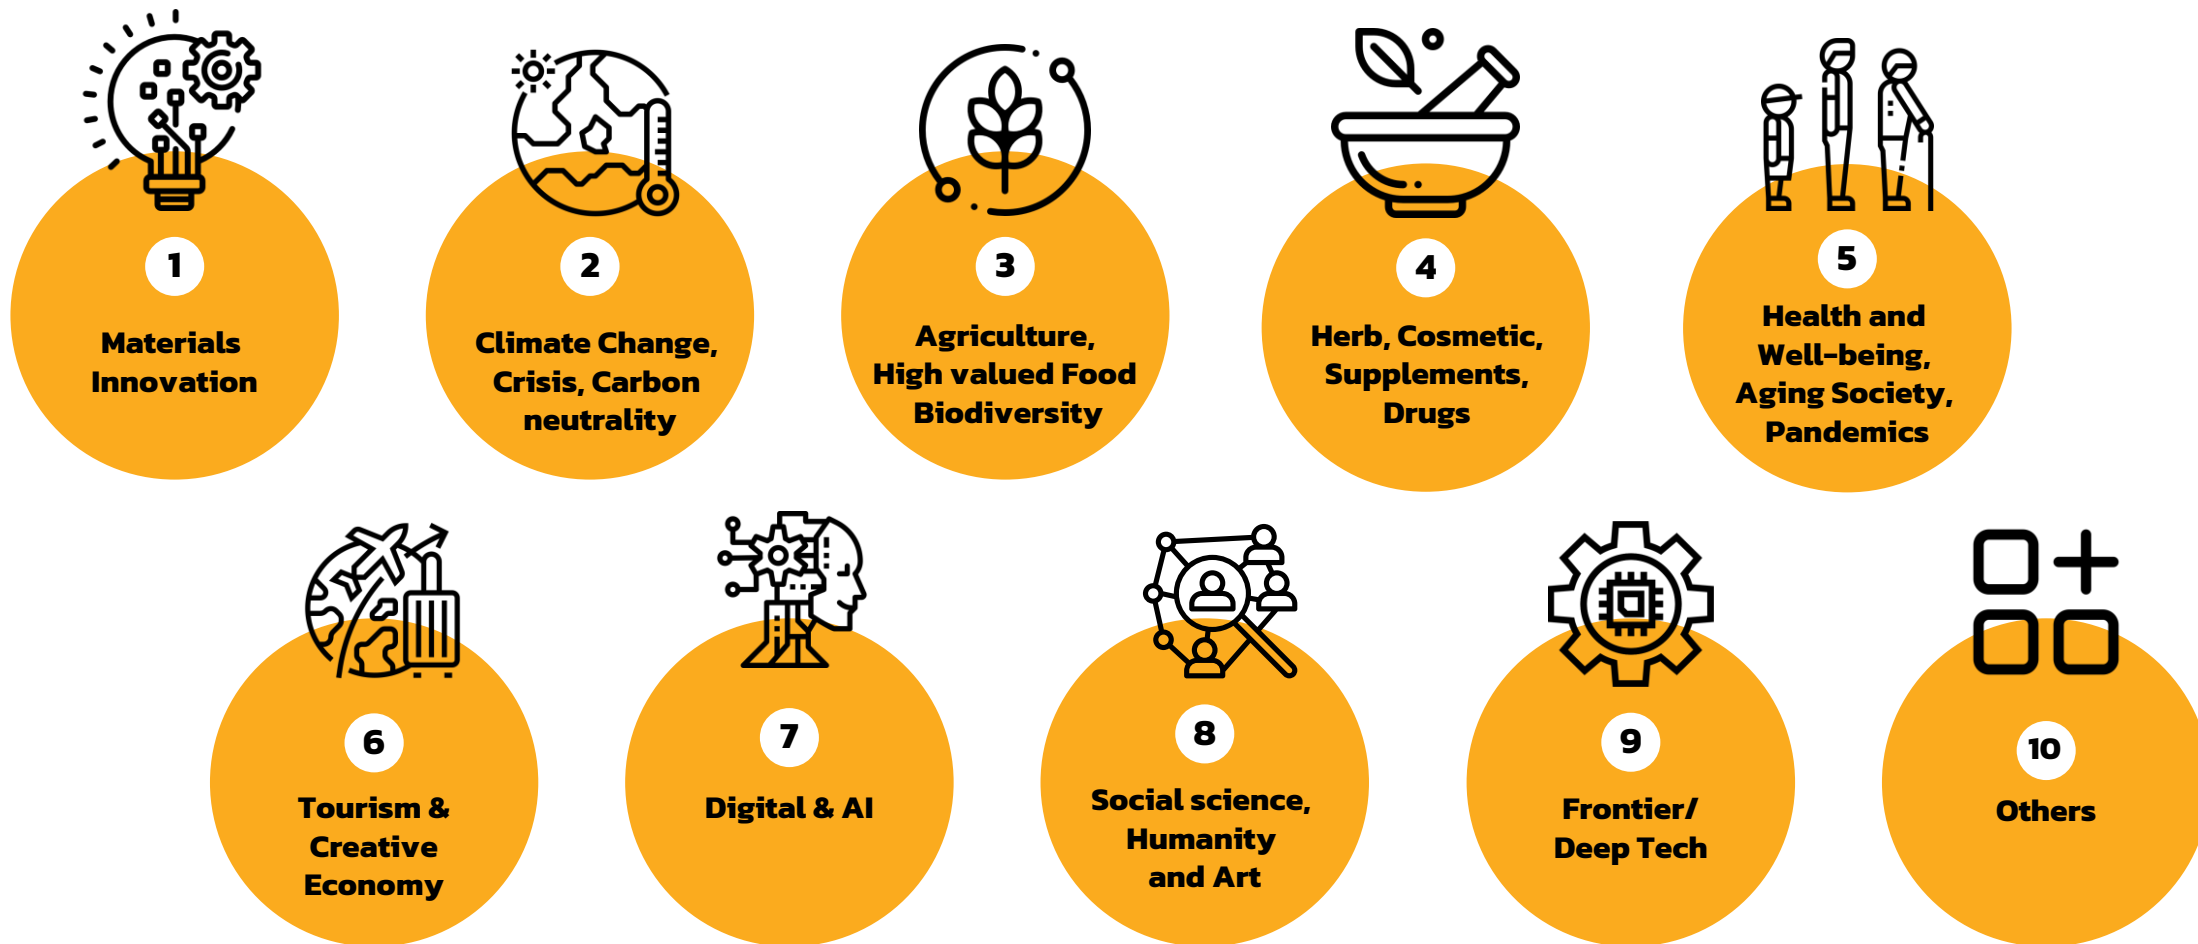 1
Materials
Innovation
2
Climate Change,
Crisis, Carbon
neutrality
3
Agriculture,
High valued Food
Biodiversity
4
Herb, Cosmetic,
Supplements,
Drugs
5
Health and
Well-being,
Aging Society,
Pandemics
6
Tourism &
Creative
Economy
7
Digital & AI
8
Social science,
Humanity
and Art
9
Frontier/
Deep Tech
10
Others